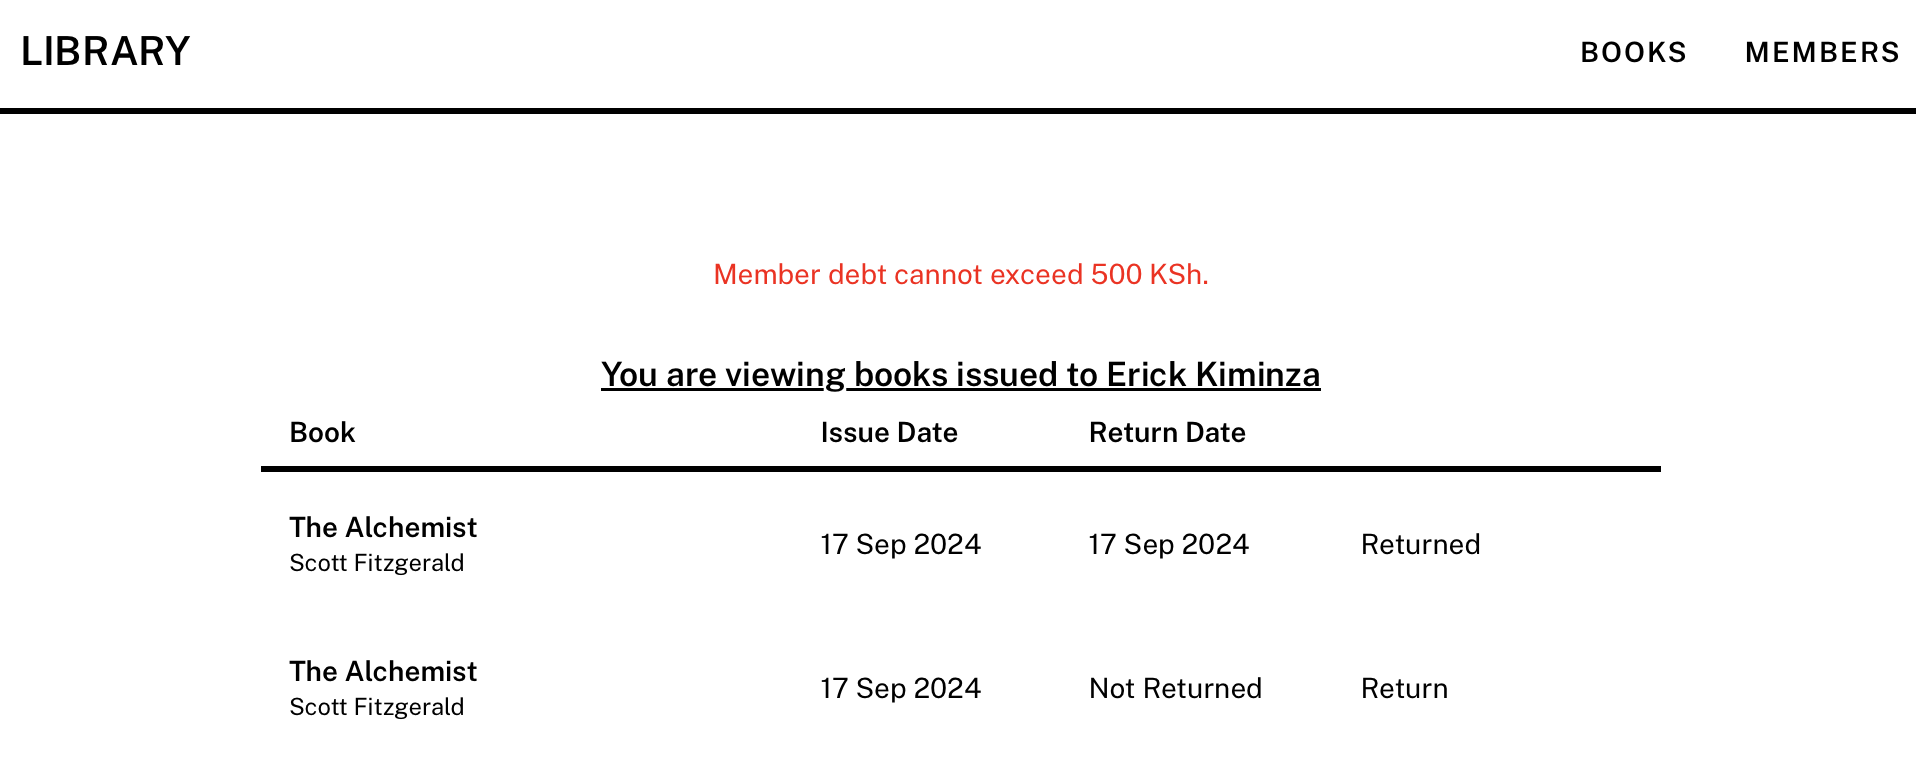 LIBRARY
BOOKS MEMBERS
Member debt cannot exceed 500 KSh.
You are viewing books issued to Erick Kiminza
Book Issue Date Return Date
The Alchemist
Scott Fitzgerald
17 Sep 2024 17 Sep 2024 Returned
The Alchemist
Scott Fitzgerald
17 Sep 2024 Not Returned Return